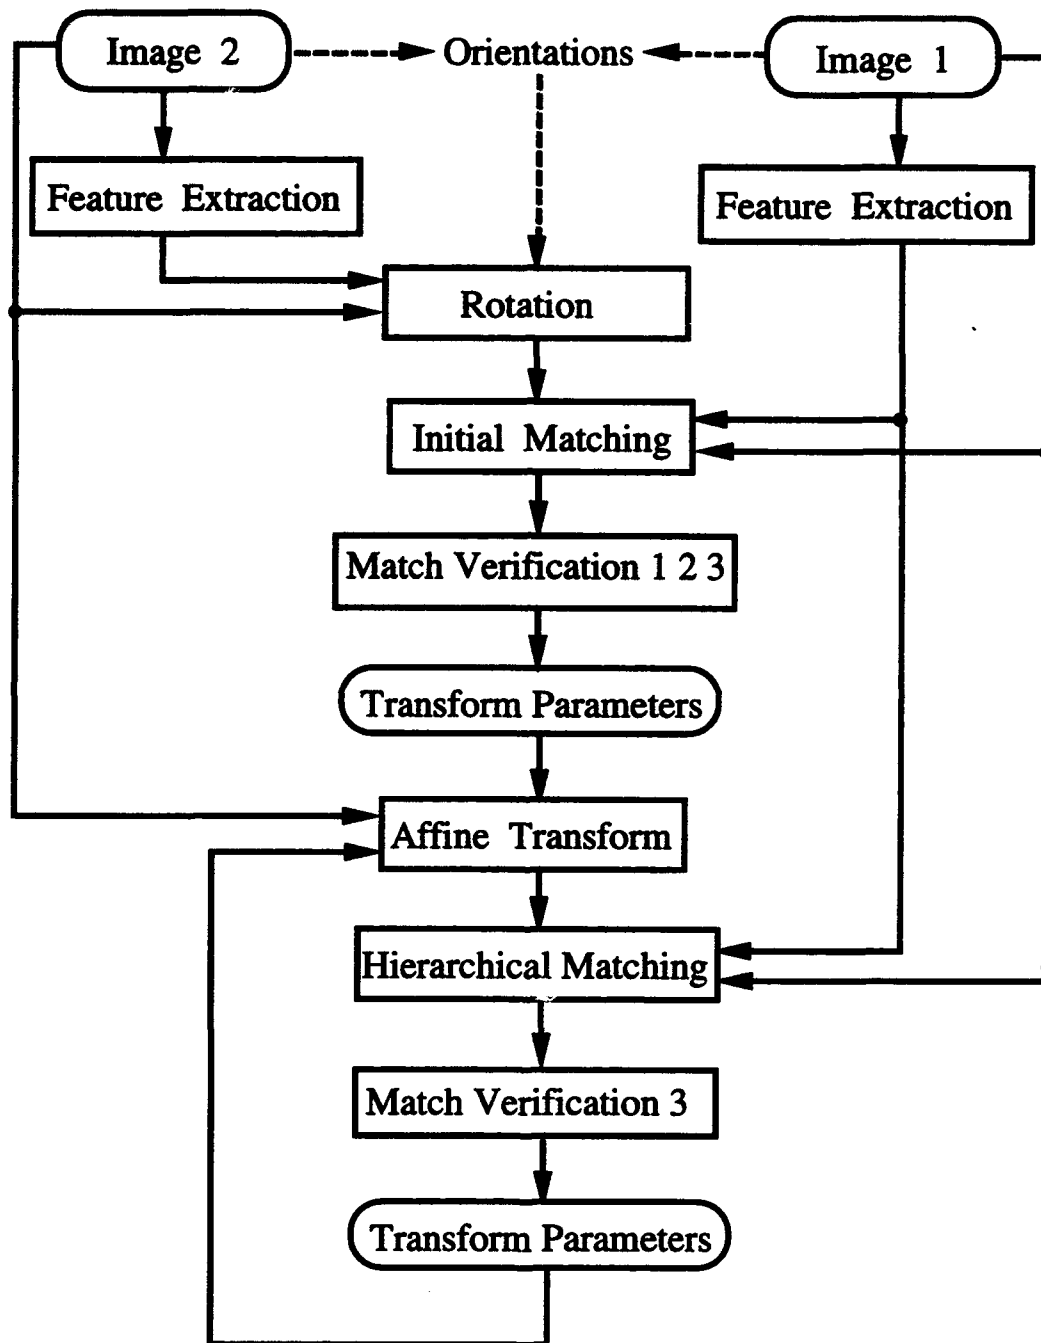 Image 2
Orientations
Image 1
Feature Extraction
Feature Extraction
Rotation
Initial Matching
Match Verification 1 2 3
Transform Parameters
Affine Transform
Hierarchical Matching
Match Verification 3
Transform Parameters